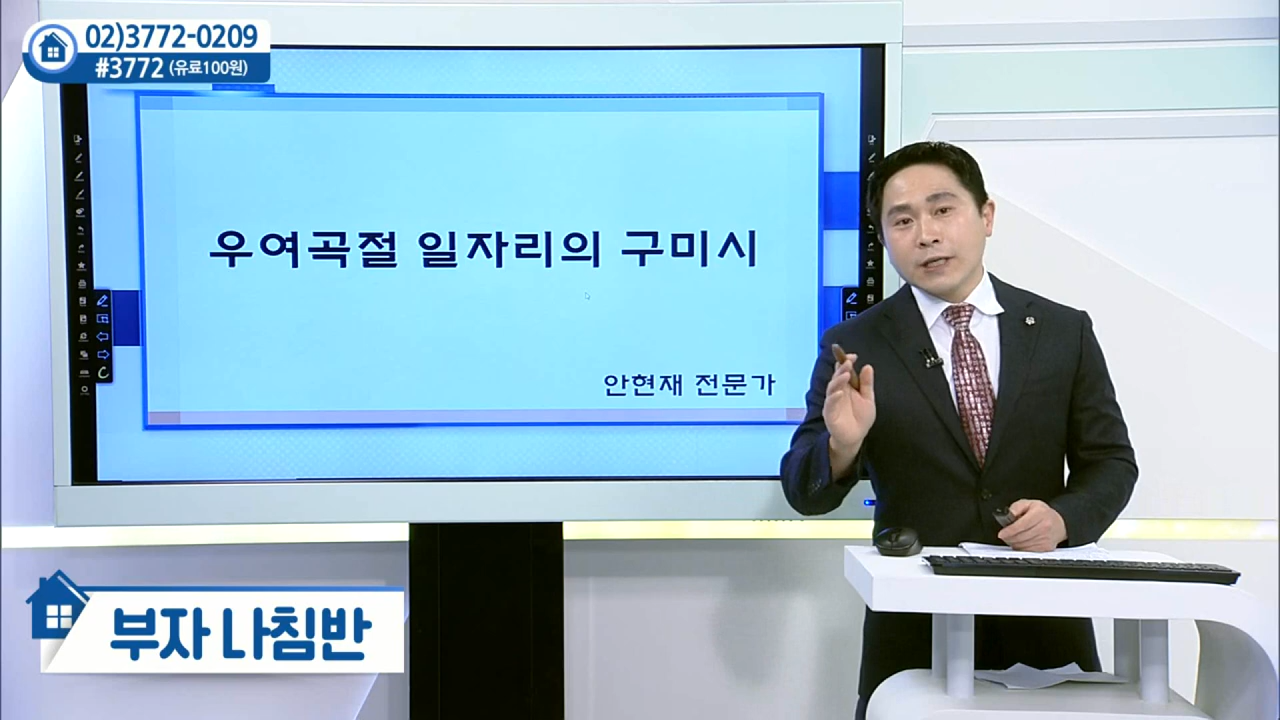 02)3772-0209
#3772 (유료100원)
우여곡절 일자리의 구미시
안현재 전문가
부자 나침반